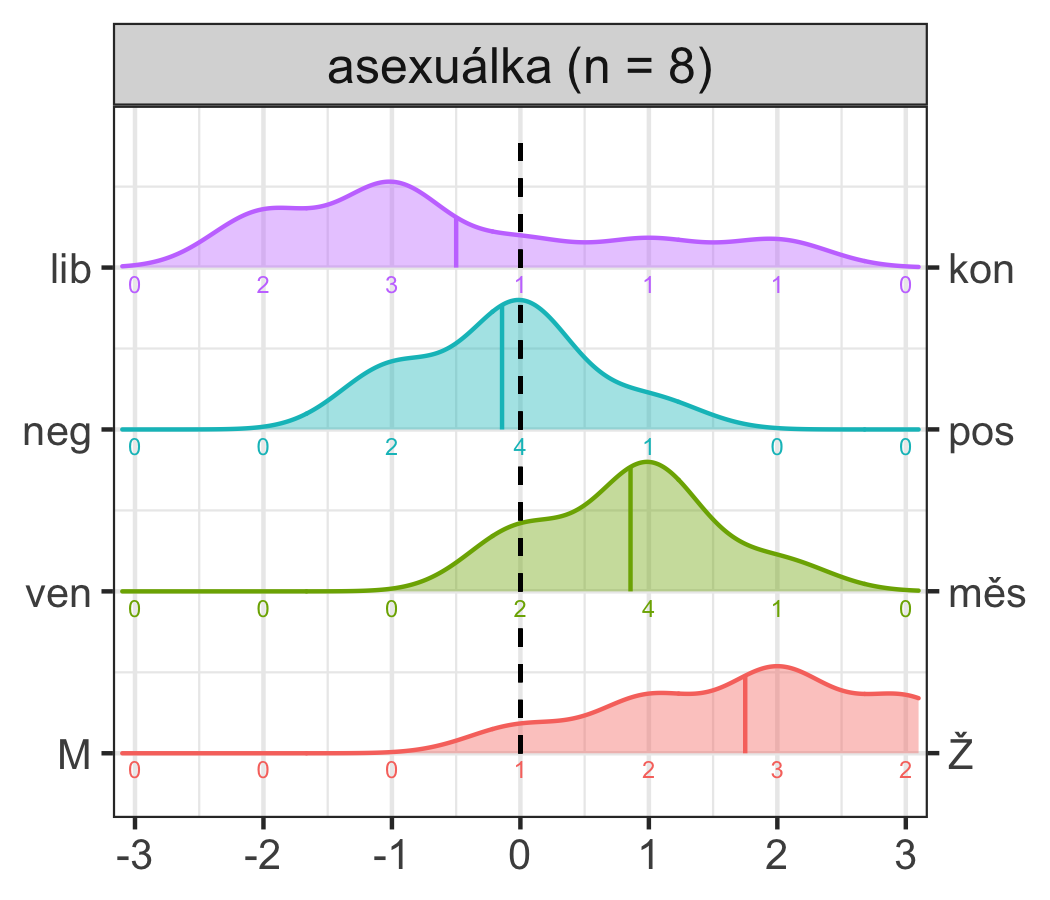 asexuálka (n = 8)
lib kon
0 2 3 1 1 1 0
neg pos
0 0 2 4 1 0 0
ven měs
0 0 0 2 4 1 0
M Ž
0 0 0 1 2 3 2
-3 -2 -1 0 1 2 3